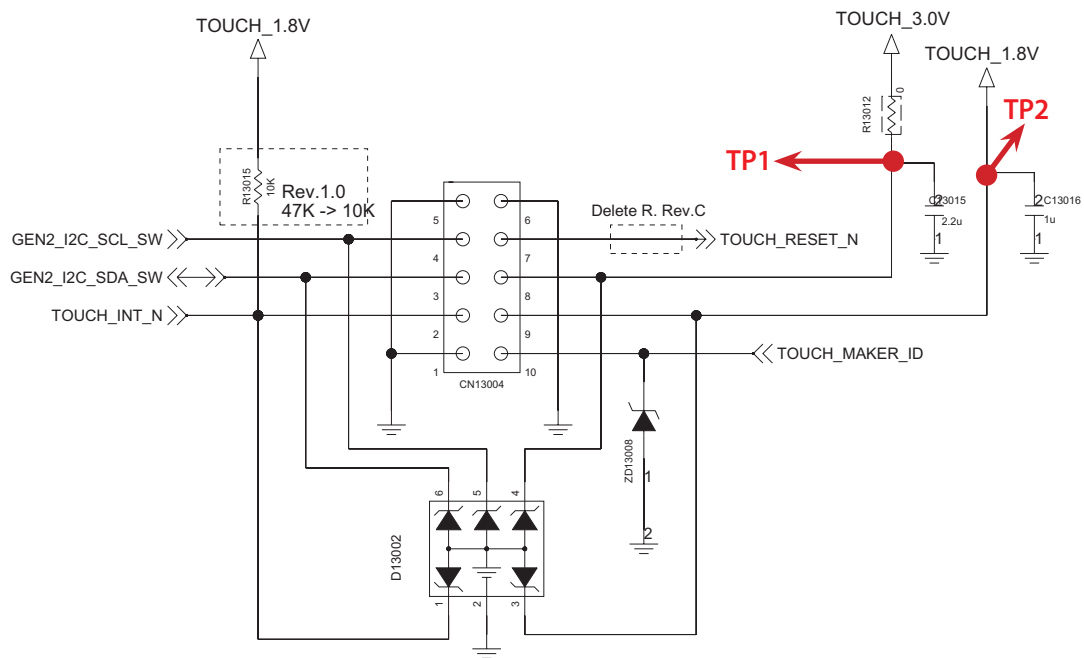 TOUCH_1.8V
TOUCH_3.0V
TOUCH_1.8V
R13012
0
TP2
TP1
R13015
10K
Rev.1.0
47K -> 10K
C13015
2
2.2u
1
2
C13016
1u
1
5
6
Delete R. Rev.C
GEN2_I2C_SCL_SW
TOUCH_RESET_N
4
7
GEN2_I2C_SDA_SW
3
8
TOUCH_INT_N
2
9
TOUCH_MAKER_ID
1
10
CN13004
ZD13008
1
2
6
5
4
D13002
1
2
3